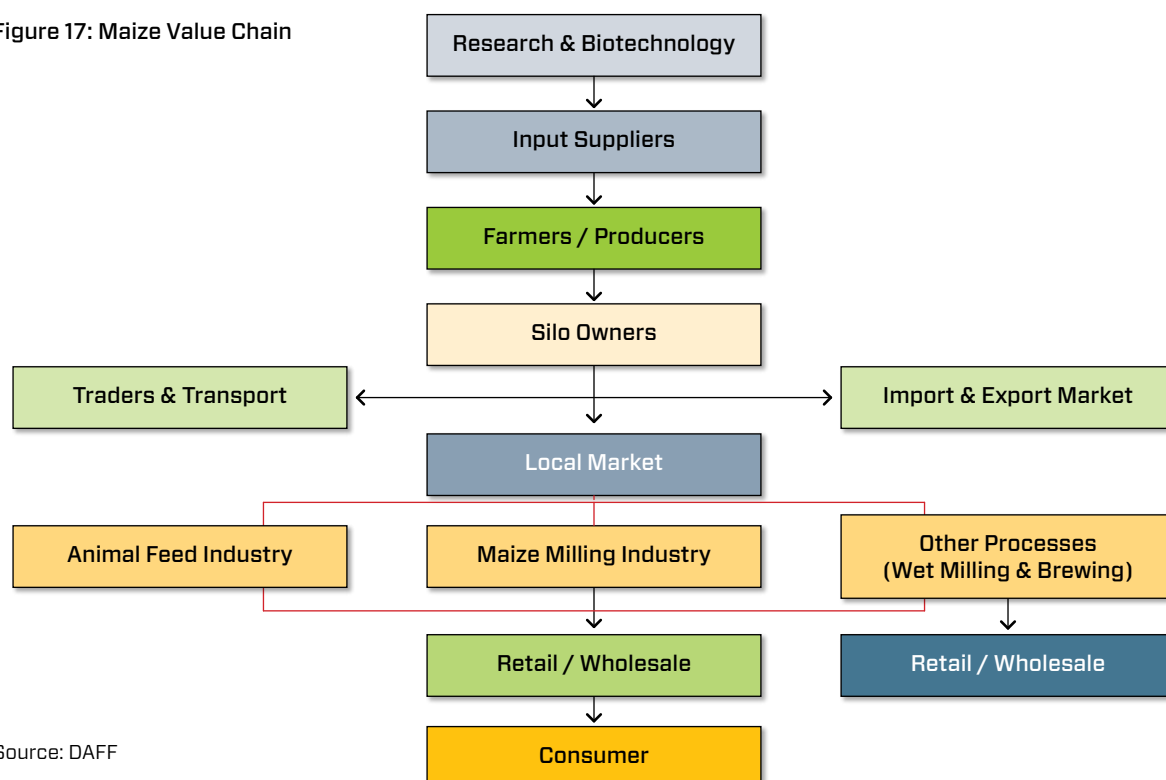 Figure 17: Maize Value Chain
Research & Biotechnology
Input Suppliers
Farmers / Producers
Silo Owners
Traders & Transport
Import & Export Market
Local Market
Animal Feed Industry
Maize Milling Industry
Other Processes
(Wet Milling & Brewing)
Retail / Wholesale
Retail / Wholesale
Consumer
Source: DAFF